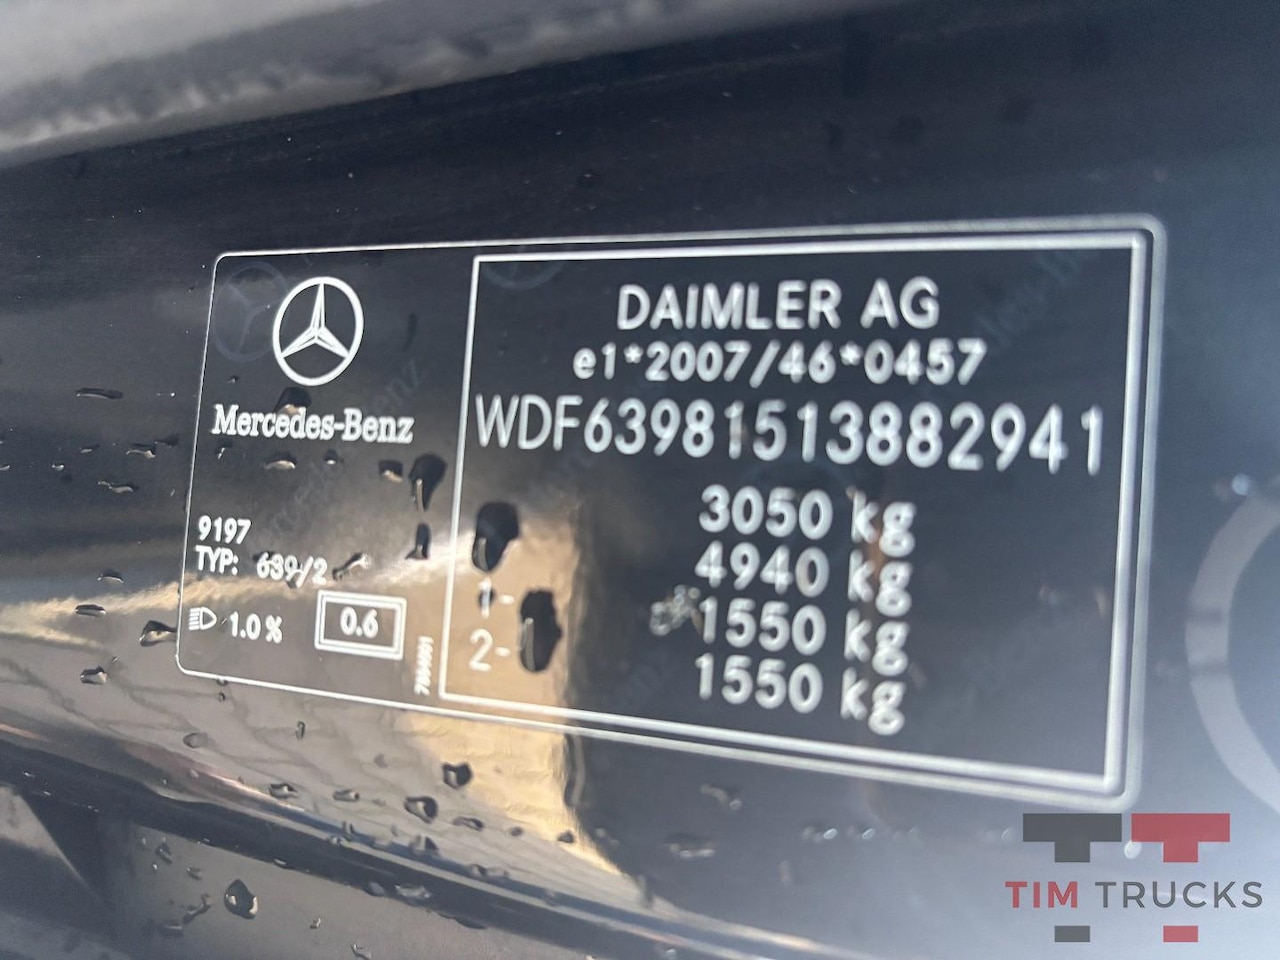 Mercedes-Benz
9197
TYP: 639/2
1.0 %
0.6
DAIMLER AG
e1*2007/46*0457
WDF63981513882941
3050 kg
4940 kg
1- 1550 kg
2- 1550 kg
TIM TRUCKS